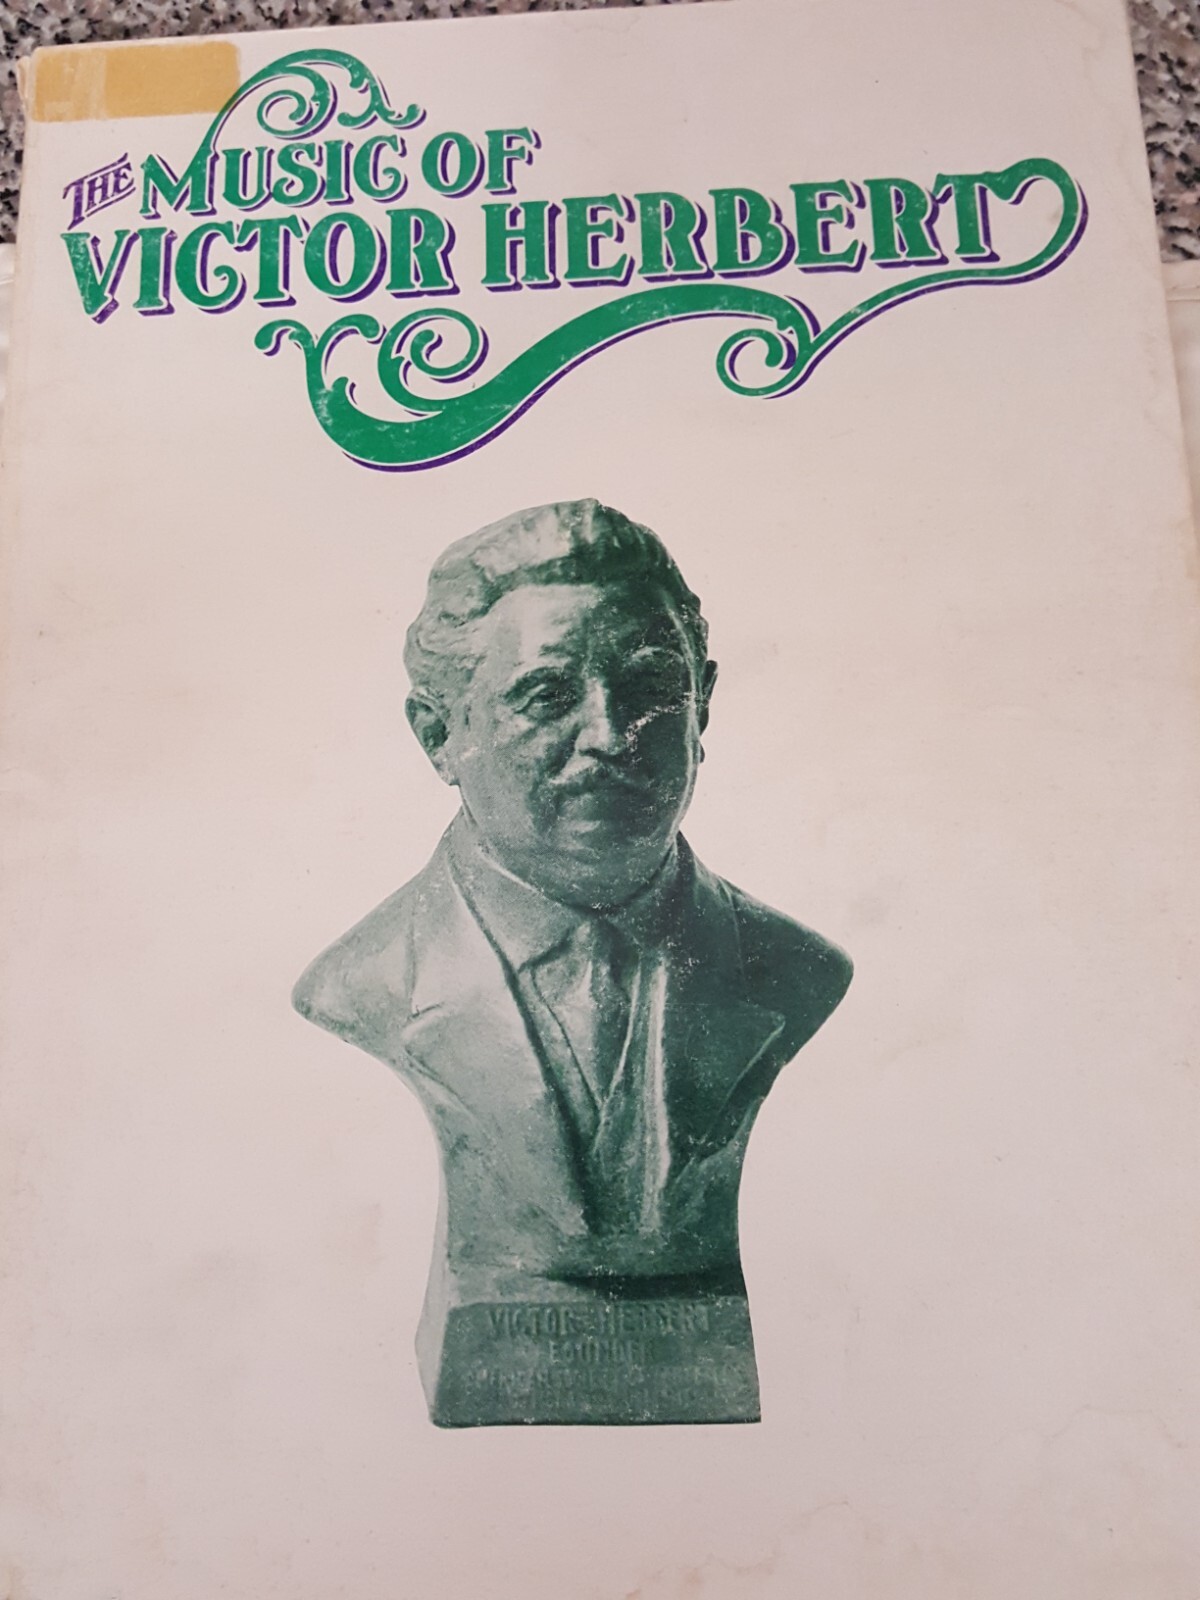 THE MUSIC OF
VICTOR HERBERT
VICTOR HERBERT
FOUNDER